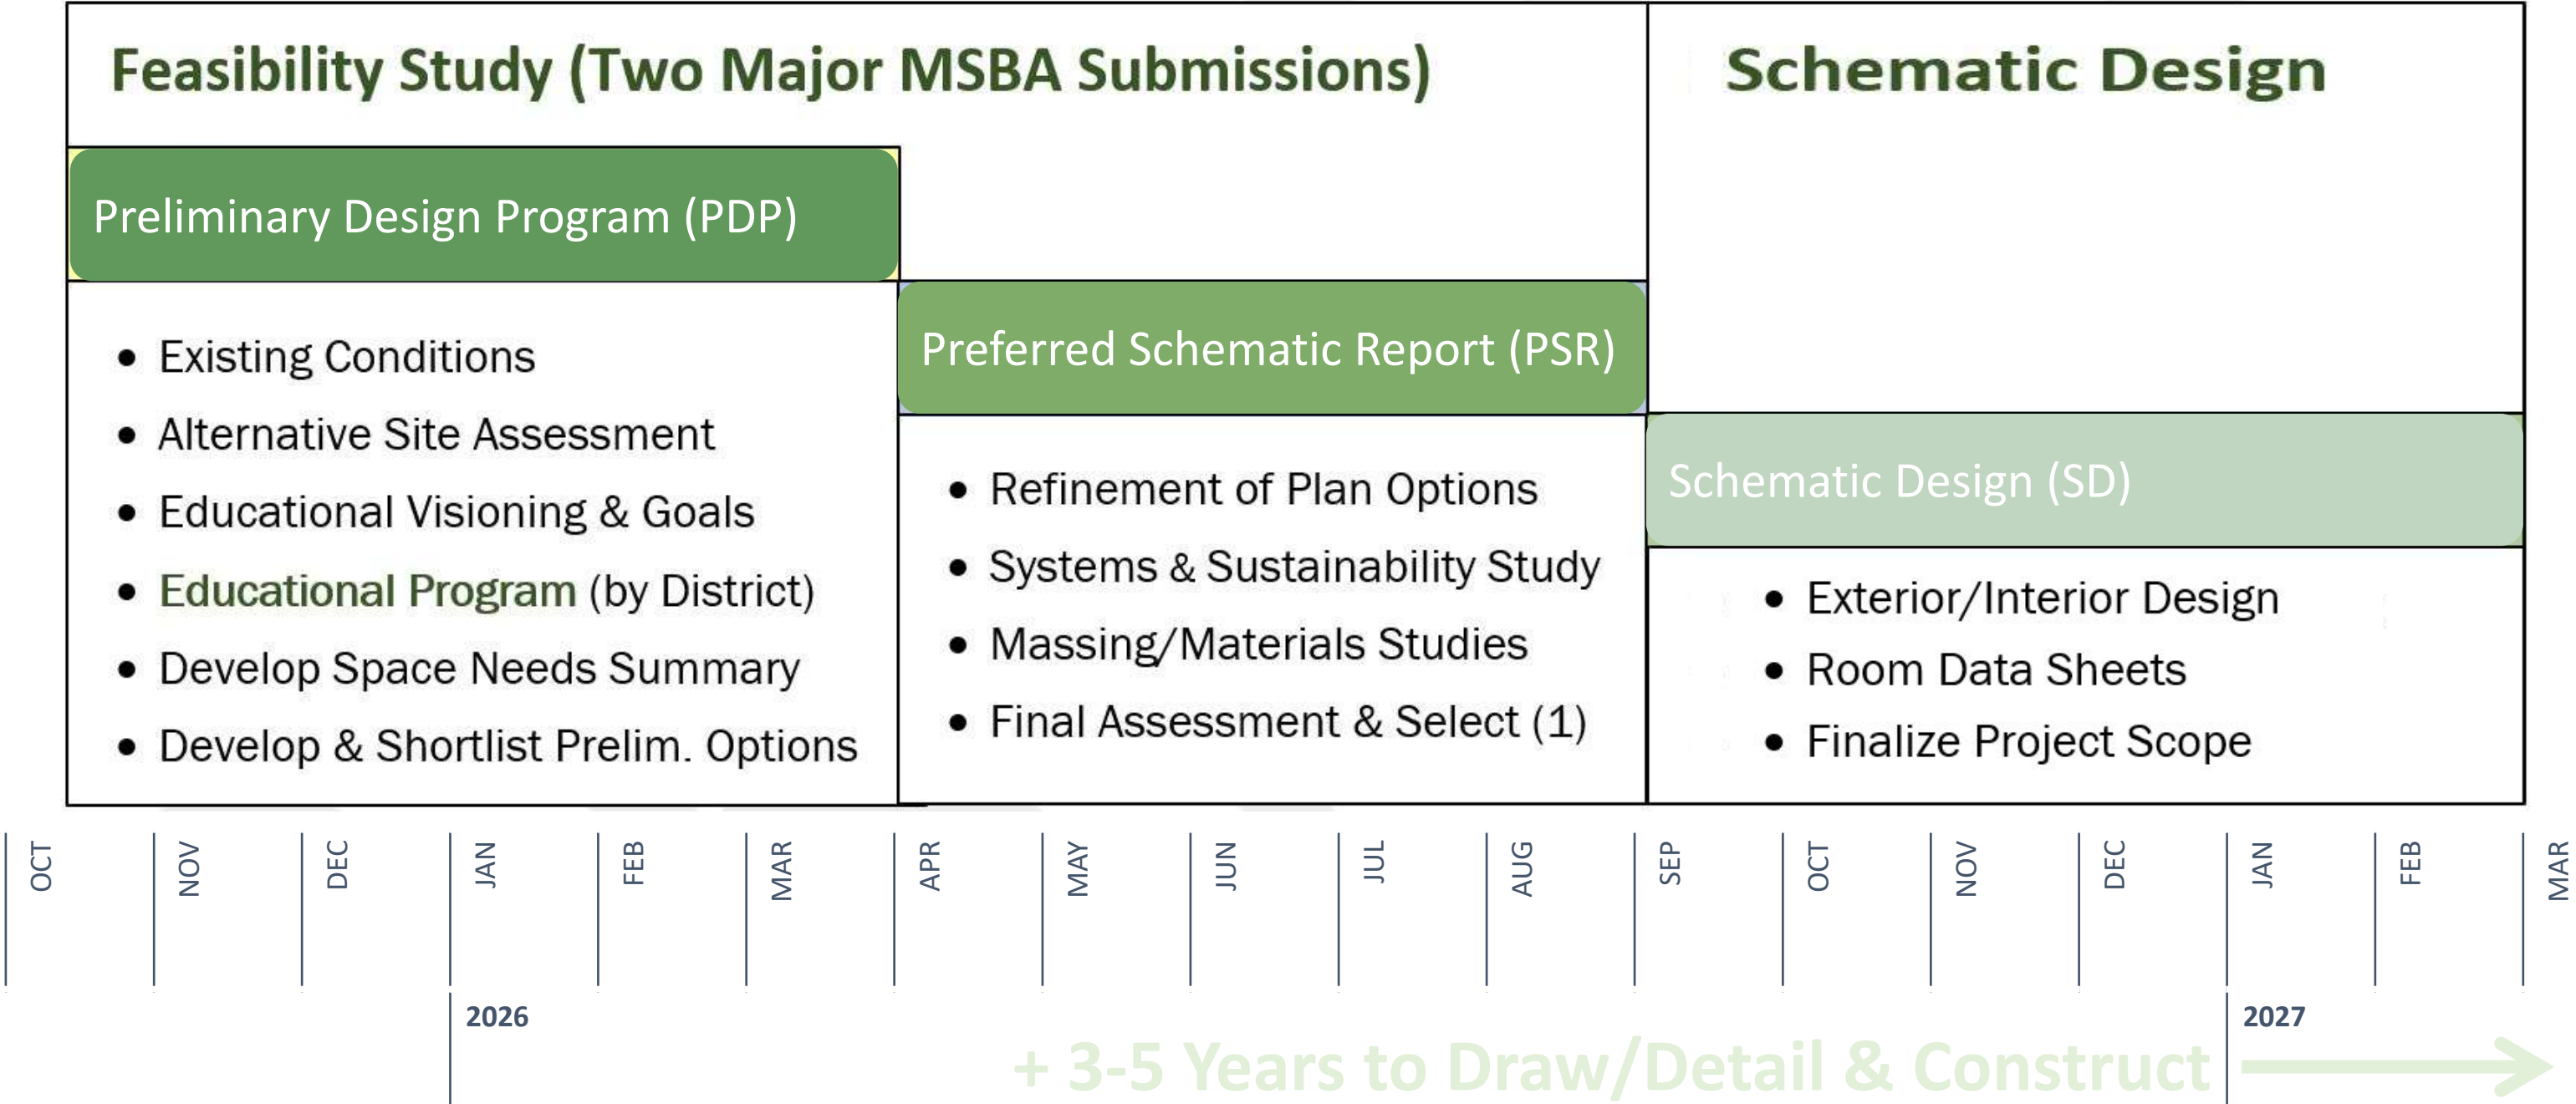 Feasibility Study (Two Major MSBA Submissions)
Schematic Design
Preliminary Design Program (PDP)
• Existing Conditions
• Alternative Site Assessment
• Educational Visioning & Goals
• Educational Program (by District)
• Develop Space Needs Summary
• Develop & Shortlist Prelim. Options
Preferred Schematic Report (PSR)
• Refinement of Plan Options
• Systems & Sustainability Study
• Massing/Materials Studies
• Final Assessment & Select (1)
Schematic Design (SD)
• Exterior/Interior Design
• Room Data Sheets
• Finalize Project Scope
OCT
NOV
DEC
JAN
FEB
MAR
APR
MAY
JUN
JUL
AUG
SEP
OCT
NOV
DEC
JAN
FEB
MAR
2026
2027
+ 3-5 Years to Draw/Detail & Construct